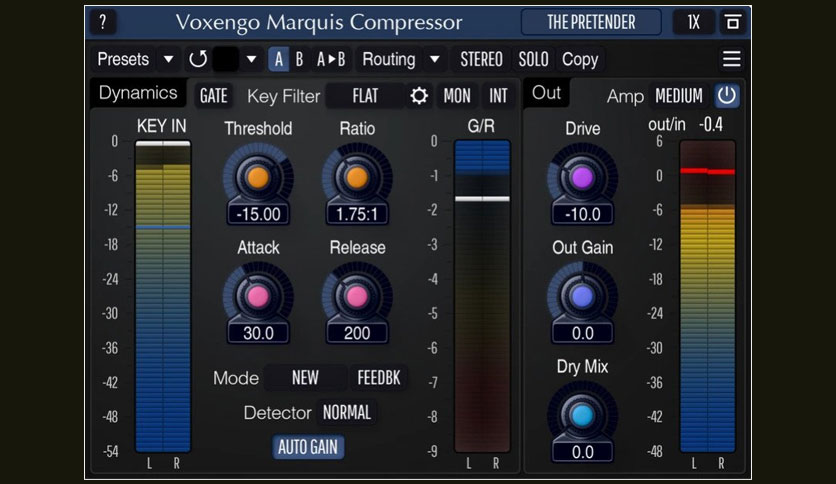 ? Voxengo Marquis Compressor THE PRETENDER 1X
Presets A B A▸B Routing STEREO SOLO Copy
Dynamics GATE Key Filter FLAT MON INT Out Amp MEDIUM
KEY IN Threshold Ratio G/R Drive out/in -0.4
0 0 6
-6 -1 0
-15.00 1.75:1 -10.0
-12 -2 -6
-18 Attack Release -3 Out Gain -12
-24 -4 -18
-30 30.0 200 -5 0.0 -24
-36 -6 -30
Mode NEW FEEDBK Dry Mix
-42 -7 -36
Detector NORMAL
-48 -8 -42
AUTO GAIN
-54 -9 0.0 -48
L R L R L R